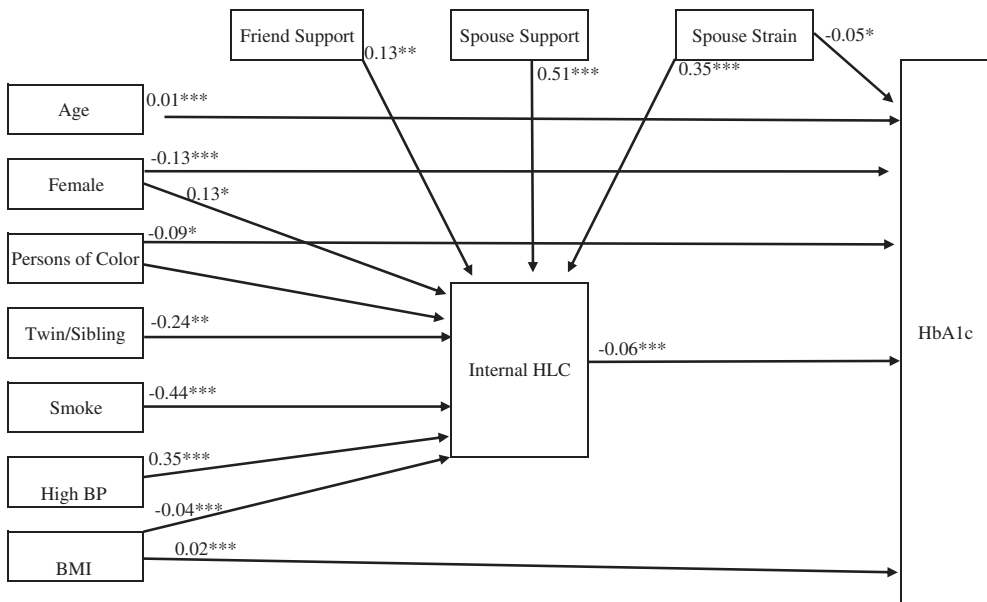 Friend Support
Spouse Support
Spouse Strain
-0.05*
0.13**
0.51***
0.35***
Age
0.01***
Female
-0.13***
0.13*
Persons of Color
-0.09*
Twin/Sibling
-0.24**
Smoke
-0.44***
High BP
0.35***
BMI
-0.04***
0.02***
Internal HLC
-0.06***
HbA1c